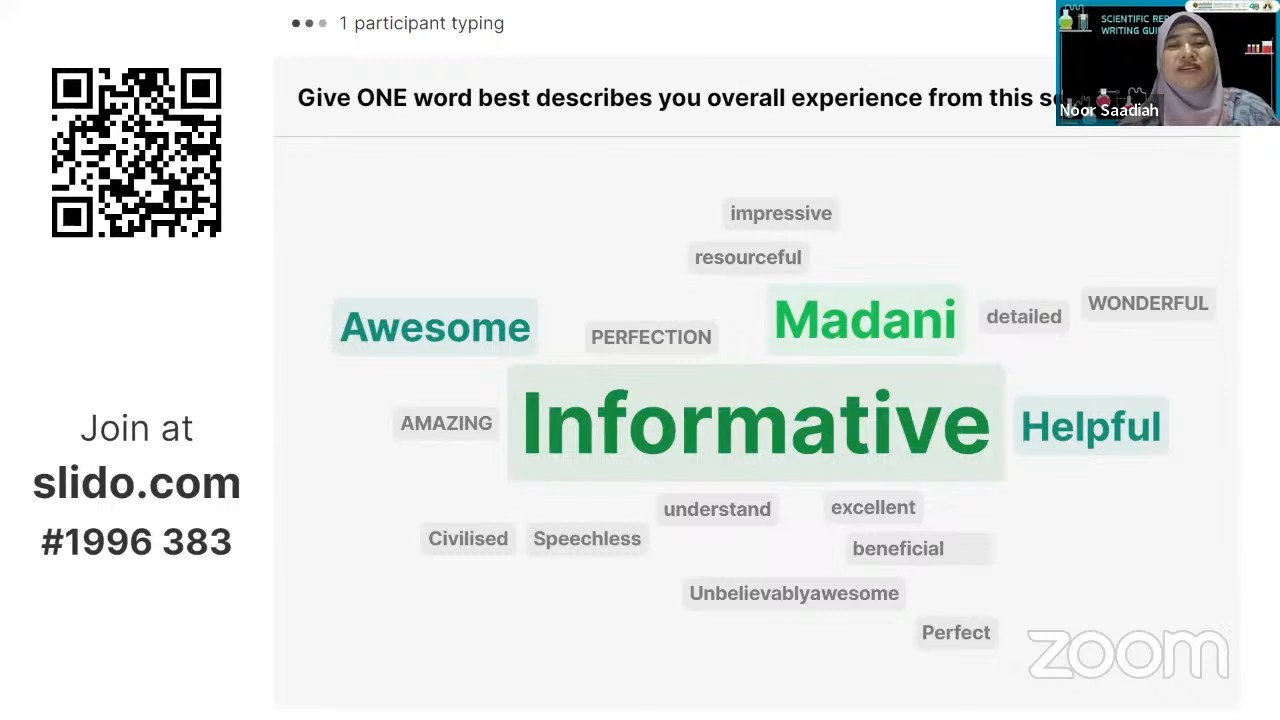 1 participant typing
Give ONE word best describes you overall experience from this
SCIENTIFIC
WRITING
Noor Saadiah
impressive
resourceful
Awesome
PERFECTION
Madani
detailed
WONDERFUL
AMAZING
Informative
Helpful
understand
excellent
Civilised
Speechless
beneficial
Unbelievablyawesome
Perfect
Join at
slido.com
#1996 383
zoom